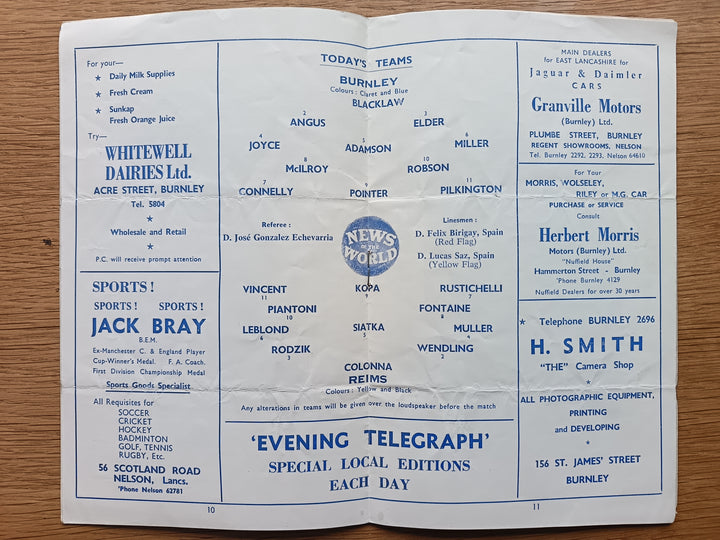 For your—
★ Daily Milk Supplies
★ Fresh Cream
★ Sunkap
Fresh Orange Juice
Try—
WHITEWELL
DAIRIES Ltd.
ACRE STREET, BURNLEY
Tel. 5804
★
Wholesale and Retail
★
P.C. will receive prompt attention
SPORTS !
SPORTS ! SPORTS !
JACK BRAY
B.E.M.
Ex-Manchester C. & England Player
Cup-Winner's Medal. F.A. Coach.
First Division Championship Medal
Sports Goods Specialist
All Requisites for
SOCCER
CRICKET
HOCKEY
BADMINTON
GOLF, TENNIS
RUGBY, Etc.
56 SCOTLAND ROAD
NELSON, Lancs.
'Phone Nelson 62781
10
TODAY'S TEAMS
BURNLEY
Colours : Claret and Blue
BLACKLAW
2 3
ANGUS ELDER
4 5 6
JOYCE ADAMSON MILLER
8 10
McILROY ROBSON
7 9 11
CONNELLY POINTER PILKINGTON
Referee :
D. José Gonzalez Echevarria
NEWS
OF THE
WORLD
Linesmen :
D. Felix Birigay, Spain
(Red Flag)
D. Lucas Saz, Spain
(Yellow Flag)
VINCENT KOPA RUSTICHELLI
11 9 7
PIANTONI FONTAINE
10 8
LEBLOND SIATKA MULLER
6 5 4
RODZIK WENDLING
3 2
COLONNA
REIMS
Colours : Yellow and Black
Any alterations in teams will be given over the loudspeaker before the match
'EVENING TELEGRAPH'
SPECIAL LOCAL EDITIONS
EACH DAY
MAIN DEALERS
for EAST LANCASHIRE for
Jaguar & Daimler
CARS
Granville Motors
(Burnley) Ltd.
PLUMBE STREET, BURNLEY
REGENT SHOWROOMS, NELSON
Tel. Burnley 2292, 2293, Nelson 64610
For Your
MORRIS, WOLSELEY,
RILEY or M.G. CAR
PURCHASE or SERVICE
Consult
Herbert Morris
Motors (Burnley) Ltd.
"Nuffield House"
Hammerton Street - Burnley
'Phone Burnley 4129
Nuffield Dealers for over 30 years
★ Telephone BURNLEY 2696
H. SMITH
"THE" Camera Shop
★
ALL PHOTOGRAPHIC EQUIPMENT,
PRINTING
and DEVELOPING
★
156 ST. JAMES' STREET
BURNLEY
11